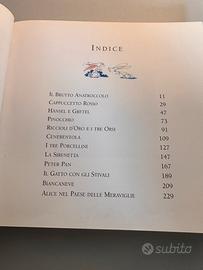 INDICE
IL BRUTTO ANATROCCOLO 11
CAPPUCCETTO ROSSO 29
HANSEL E GRETEL 47
PINOCCHIO 73
RICCIOLI D'ORO E I TRE ORSI 91
CENERENTOLA 109
I TRE PORCELLINI 127
LA SIRENETTA 147
PETER PAN 167
IL GATTO CON GLI STIVALI 189
BIANCANEVE 209
ALICE NEL PAESE DELLE MERAVIGLIE 229
subito